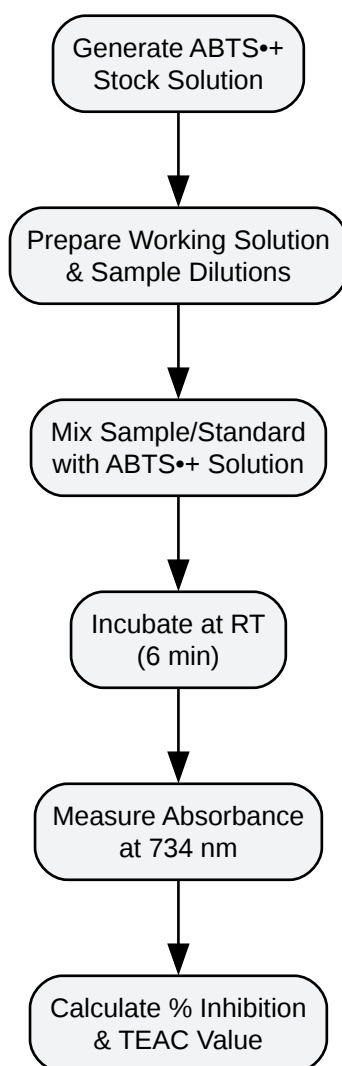 Generate ABTS•+
Stock Solution
Prepare Working Solution
& Sample Dilutions
Mix Sample/Standard
with ABTS•+ Solution
Incubate at RT
(6 min)
Measure Absorbance
at 734 nm
Calculate % Inhibition
& TEAC Value